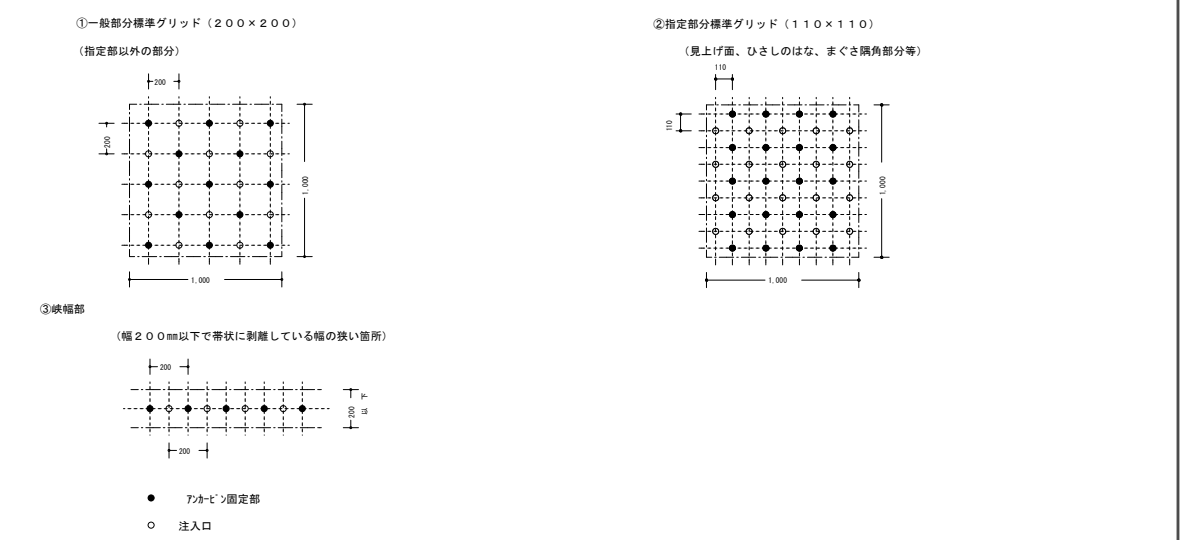 ①一般部分標準グリッド（２００×２００）
（指定部以外の部分）
200
200
1,000
1,000
②指定部分標準グリッド（１１０×１１０）
（見上げ面、ひさしのはな、まぐさ隅角部分等）
110
110
1,000
1,000
③峡幅部
（幅２００㎜以下で帯状に剥離している幅の狭い箇所）
200
200 以下
200
● ｱﾝｶｰﾋﾟﾝ固定部
○ 注入口